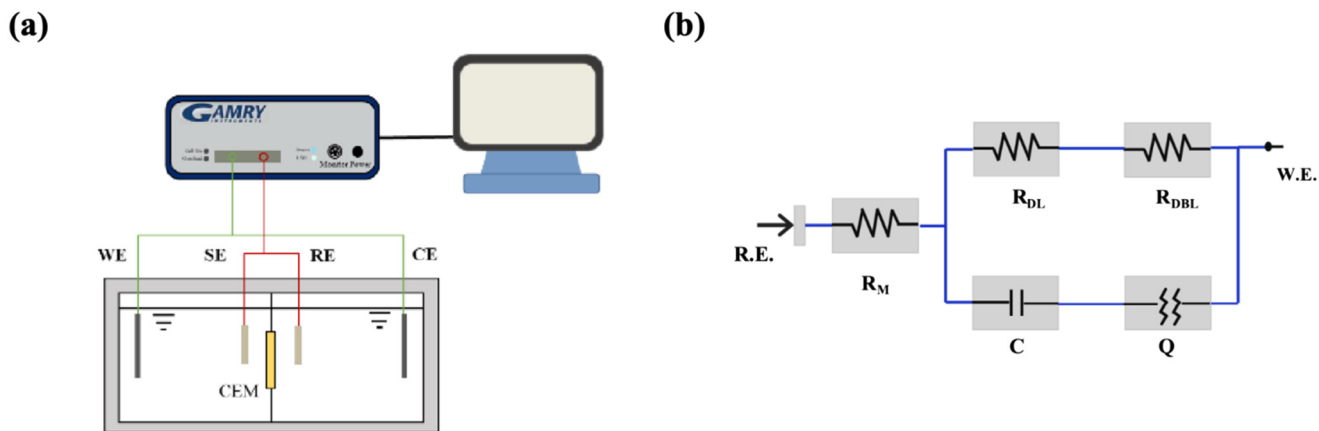 (a)
GAMRY
INSTRUMENTS
Monitor Power
WE
SE
RE
CE
CEM
(b)
R.E.
R_M
R_DL
R_DBL
W.E.
C
Q